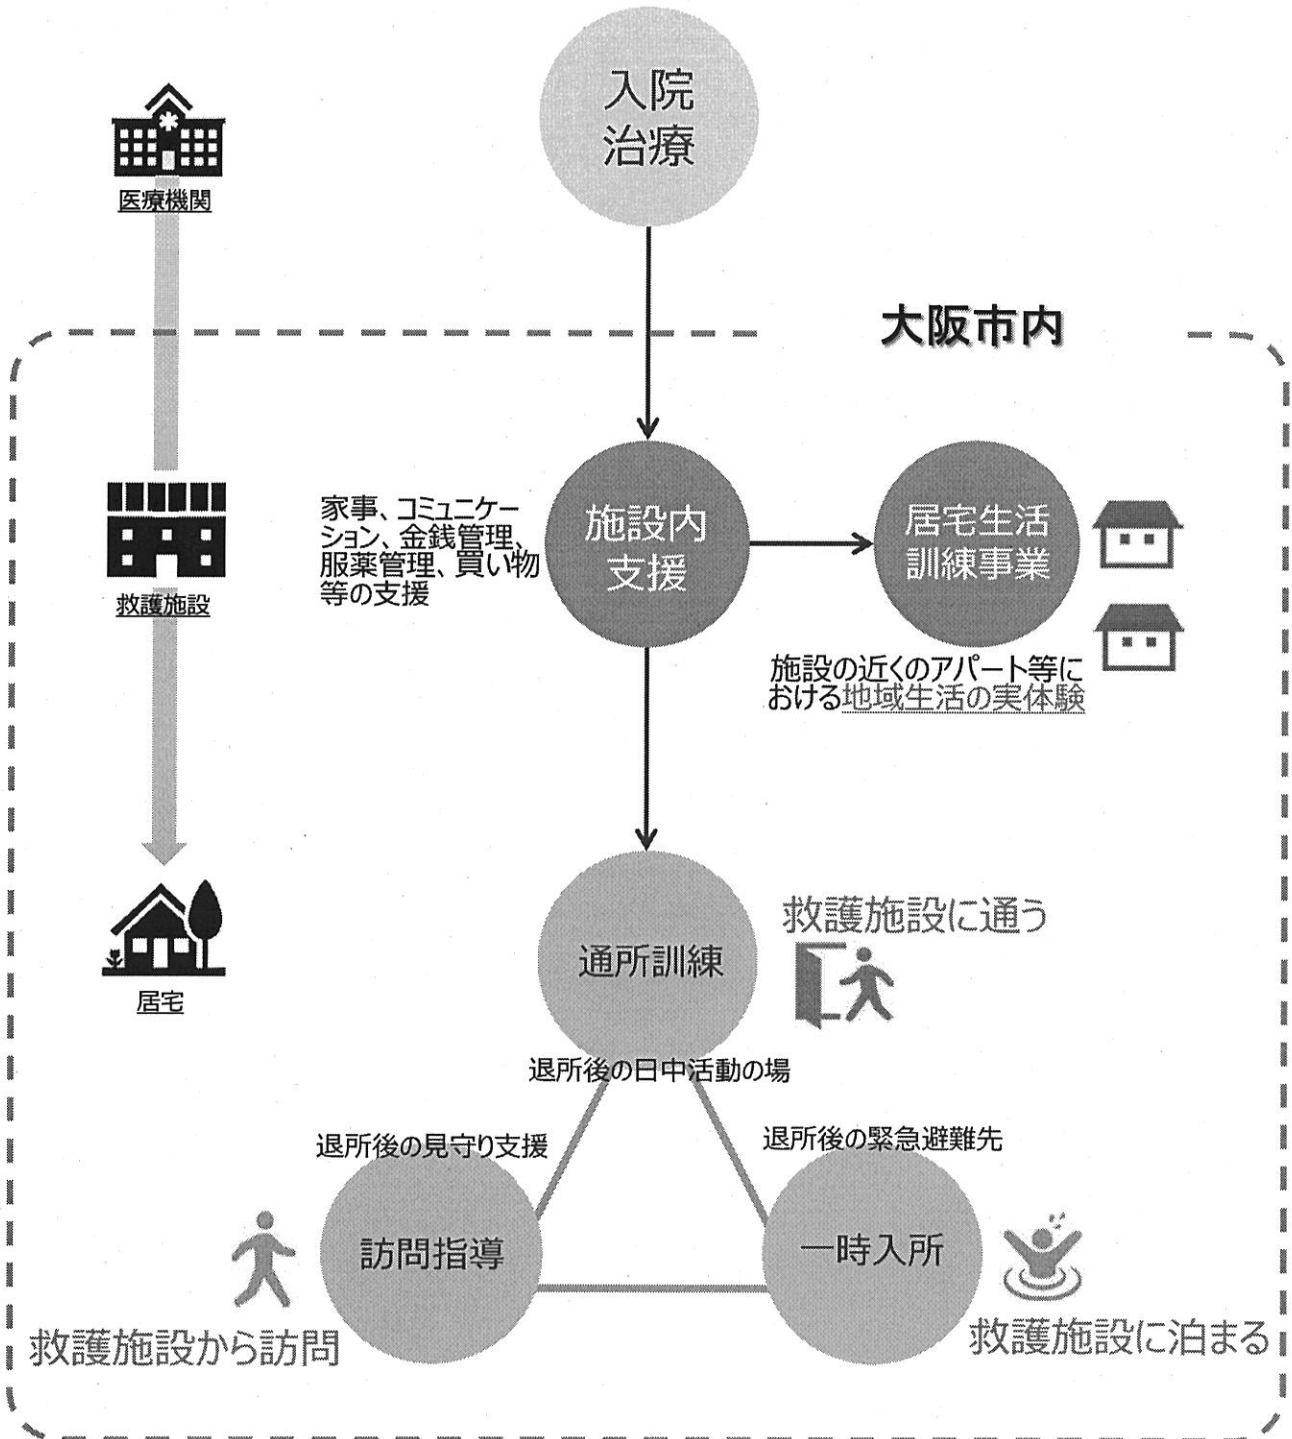 入院
治療
医療機関
大阪市内
家事、コミュニケー
ション、金銭管理、
服薬管理、買い物
等の支援
施設内
支援
居宅生活
訓練事業
救護施設
施設の近くのアパート等に
おける地域生活の実体験
救護施設に通う
通所訓練
居宅
退所後の日中活動の場
退所後の見守り支援
退所後の緊急避難先
訪問指導
一時入所
救護施設から訪問
救護施設に泊まる